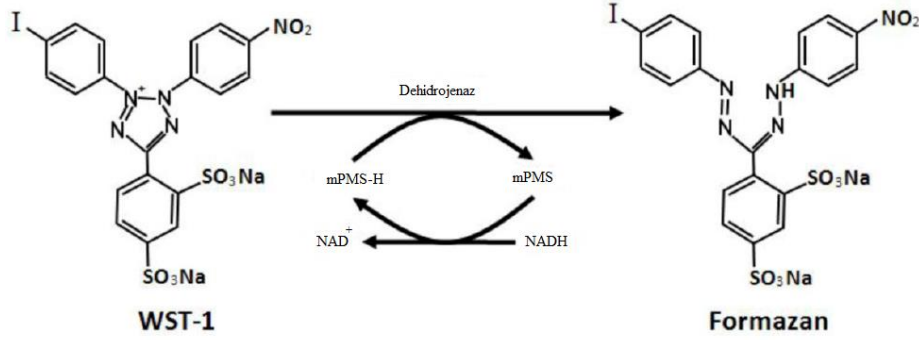 I
NO2
N+
N
N
N
SO3Na
SO3Na
WST-1
Dehidrojenaz
mPMS-H
mPMS
NAD+
NADH
I
NO2
N
NH
N
N
SO3Na
SO3Na
Formazan